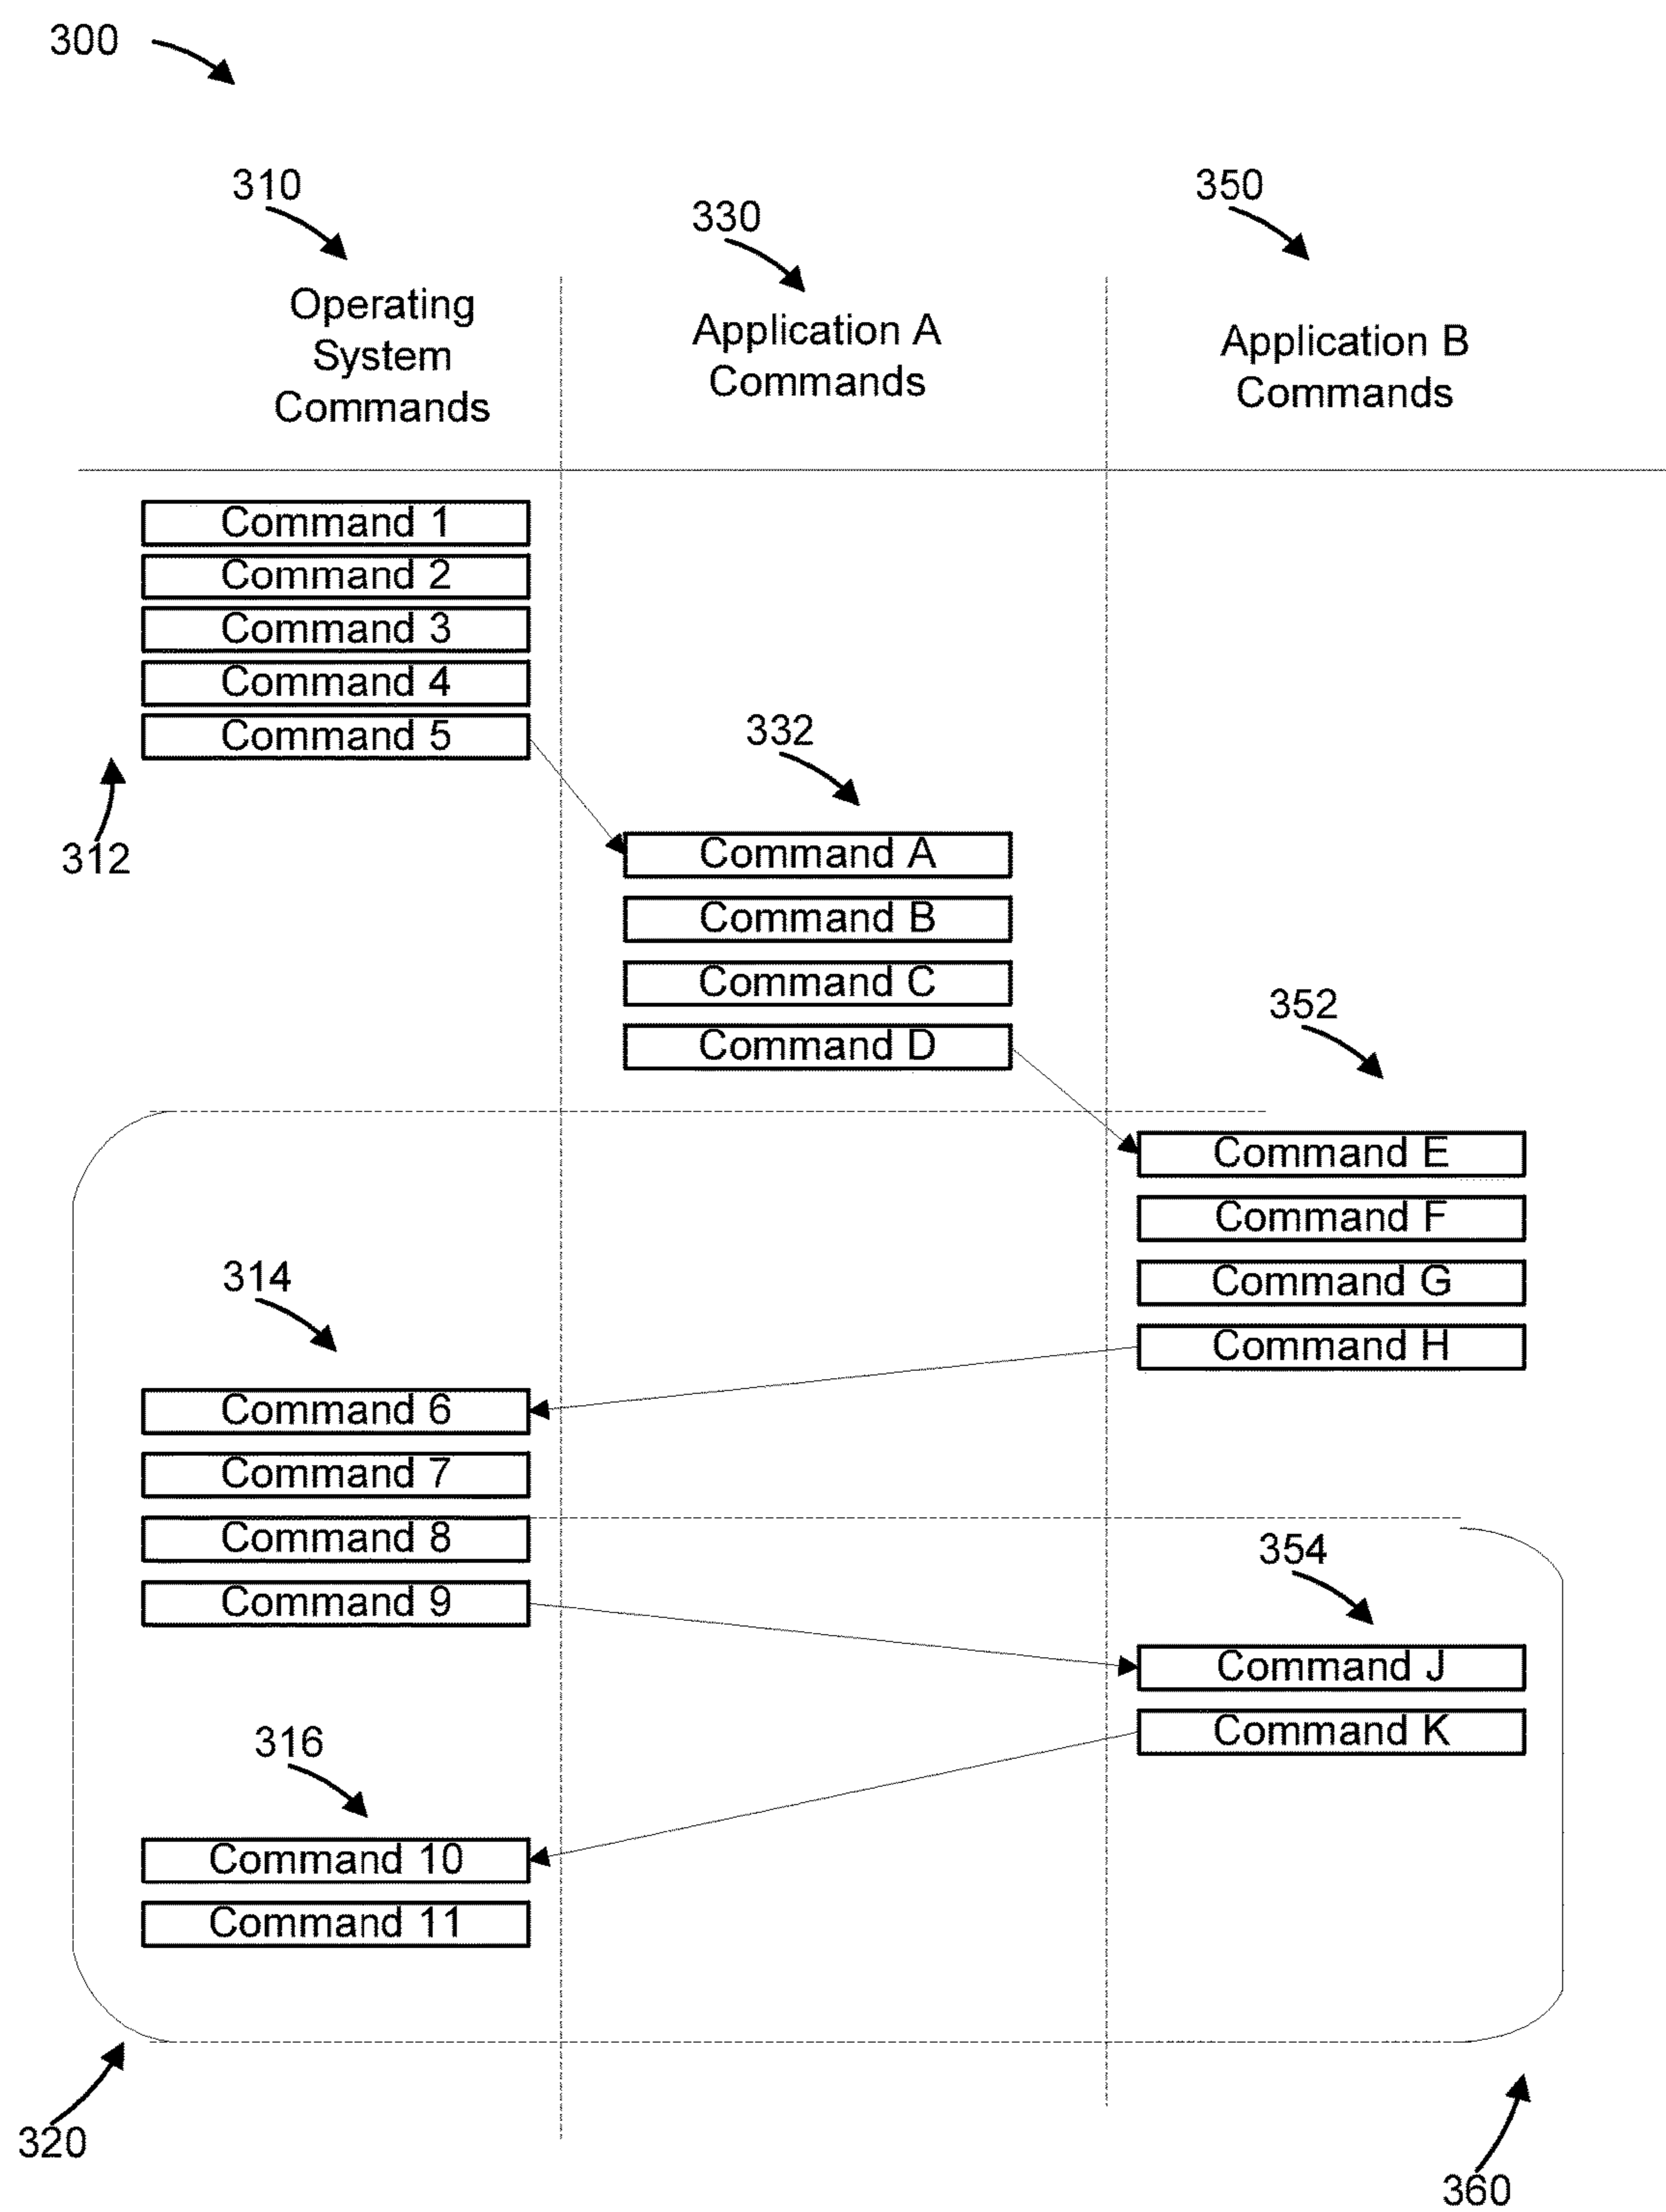 300
310
330
350
Operating
System
Commands
Application A
Commands
Application B
Commands
Command 1
Command 2
Command 3
Command 4
Command 5
312
332
Command A
Command B
Command C
Command D
352
Command E
Command F
Command G
Command H
314
Command 6
Command 7
Command 8
Command 9
354
Command J
Command K
316
Command 10
Command 11
320
360